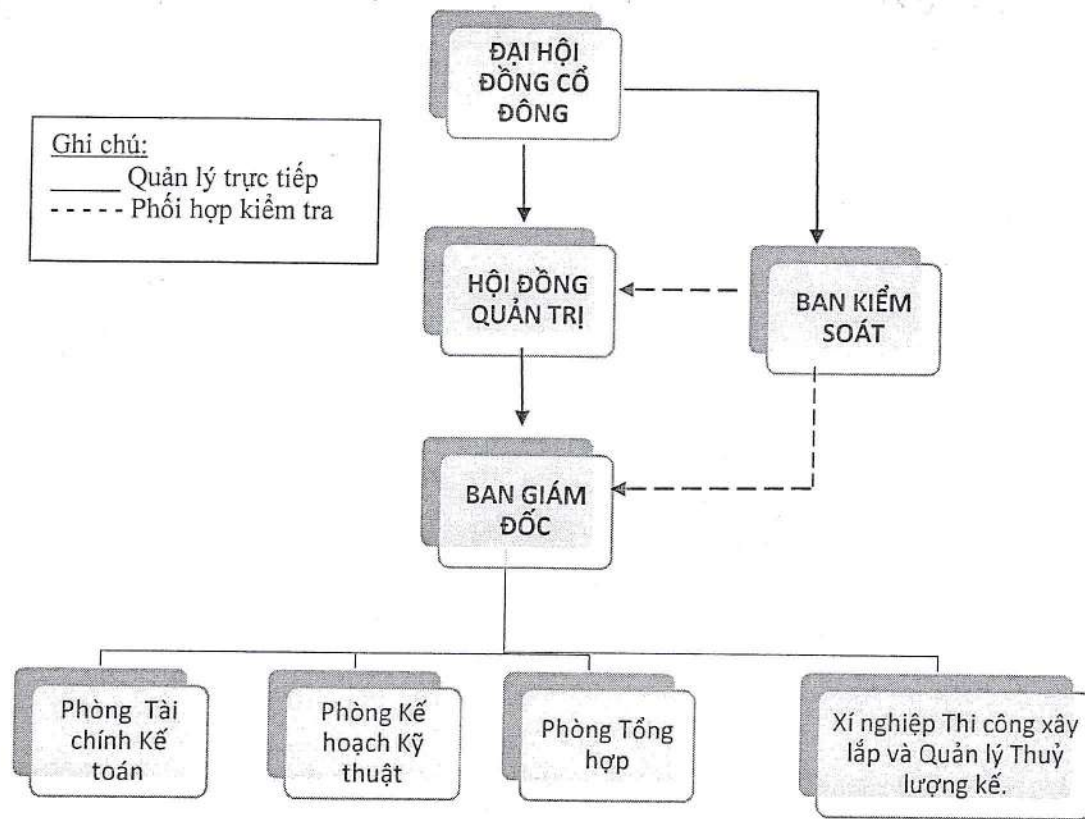 ĐẠI HỘI
ĐỒNG CỔ
ĐÔNG
Ghi chú:
Quản lý trực tiếp
Phối hợp kiểm tra
HỘI ĐỒNG
QUẢN TRỊ
BAN KIỂM
SOÁT
BAN GIÁM
ĐỐC
Phòng Tài
chính Kế
toán
Phòng Kế
hoạch Kỹ
thuật
Phòng Tổng
hợp
Xí nghiệp Thi công xây
lắp và Quản lý Thuỷ
lượng kế.